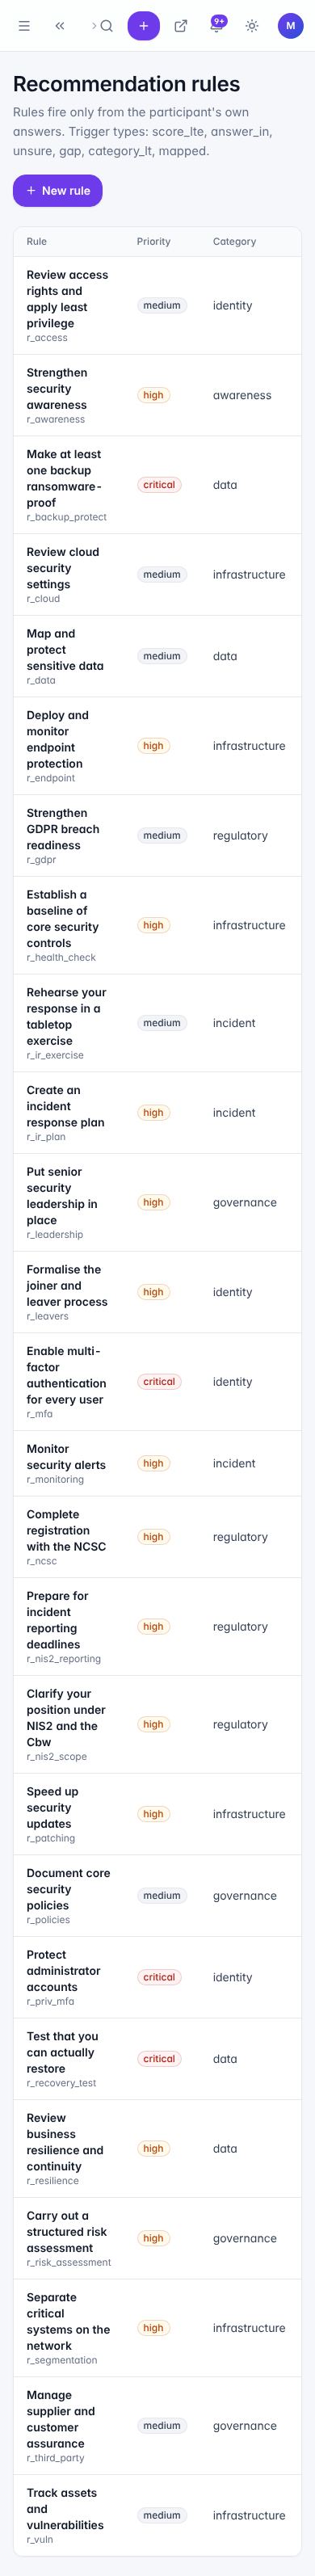 9+
M
Recommendation rules
Rules fire only from the participant's own
answers. Trigger types: score_lte, answer_in,
unsure, gap, category_lt, mapped.
+ New rule
Rule Priority Category
Review access
rights and
apply least
privilege
r_access
medium
identity
Strengthen
security
awareness
r_awareness
high
awareness
Make at least
one backup
ransomware-
proof
r_backup_protect
critical
data
Review cloud
security
settings
r_cloud
medium
infrastructure
Map and
protect
sensitive data
r_data
medium
data
Deploy and
monitor
endpoint
protection
r_endpoint
high
infrastructure
Strengthen
GDPR breach
readiness
r_gdpr
medium
regulatory
Establish a
baseline of
core security
controls
r_health_check
high
infrastructure
Rehearse your
response in a
tabletop
exercise
r_ir_exercise
medium
incident
Create an
incident
response plan
r_ir_plan
high
incident
Put senior
security
leadership in
place
r_leadership
high
governance
Formalise the
joiner and
leaver process
r_leavers
high
identity
Enable multi-
factor
authentication
for every user
r_mfa
critical
identity
Monitor
security alerts
r_monitoring
high
incident
Complete
registration
with the NCSC
r_ncsc
high
regulatory
Prepare for
incident
reporting
deadlines
r_nis2_reporting
high
regulatory
Clarify your
position under
NIS2 and the
Cbw
r_nis2_scope
high
regulatory
Speed up
security
updates
r_patching
high
infrastructure
Document core
security
policies
r_policies
medium
governance
Protect
administrator
accounts
r_priv_mfa
critical
identity
Test that you
can actually
restore
r_recovery_test
critical
data
Review
business
resilience and
continuity
r_resilience
high
data
Carry out a
structured risk
assessment
r_risk_assessment
high
governance
Separate
critical
systems on the
network
r_segmentation
high
infrastructure
Manage
supplier and
customer
assurance
r_third_party
medium
governance
Track assets
and
vulnerabilities
r_vuln
medium
infrastructure